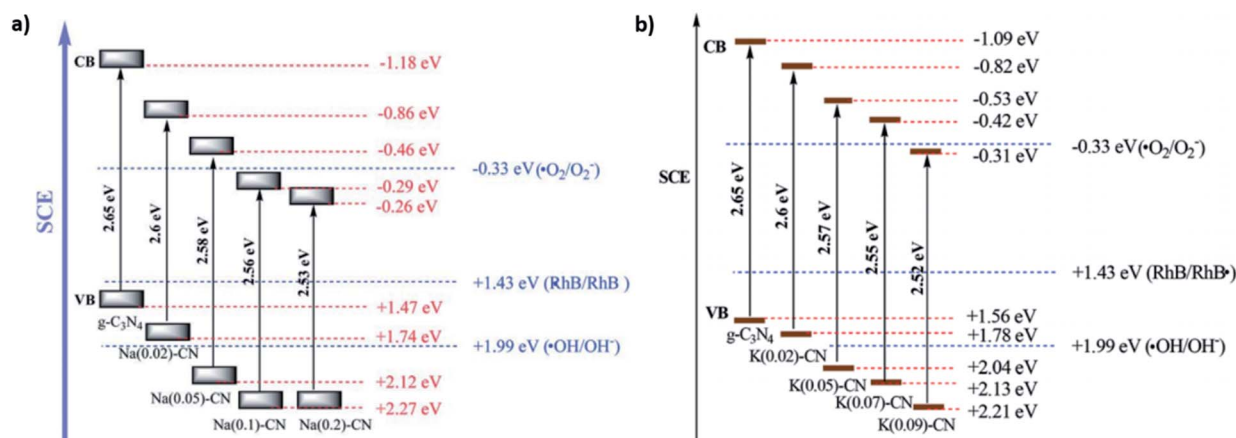 a)
SCE
CB
-1.18 eV
-0.86 eV
-0.46 eV
-0.33 eV (•O₂/O₂⁻)
-0.29 eV
-0.26 eV
2.65 eV
2.6 eV
2.58 eV
2.56 eV
2.53 eV
+1.43 eV (RhB/RhB )
VB
+1.47 eV
g-C₃N₄
+1.74 eV
Na(0.02)-CN
+1.99 eV (•OH/OH⁻)
+2.12 eV
Na(0.05)-CN
+2.27 eV
Na(0.1)-CN
Na(0.2)-CN
b)
SCE
CB
-1.09 eV
-0.82 eV
-0.53 eV
-0.42 eV
-0.33 eV (•O₂/O₂⁻)
-0.31 eV
2.65 eV
2.6 eV
2.57 eV
2.55 eV
2.52 eV
+1.43 eV (RhB/RhB•)
VB
+1.56 eV
g-C₃N₄
+1.78 eV
K(0.02)-CN
+1.99 eV (•OH/OH⁻)
+2.04 eV
K(0.05)-CN
+2.13 eV
K(0.07)-CN
+2.21 eV
K(0.09)-CN